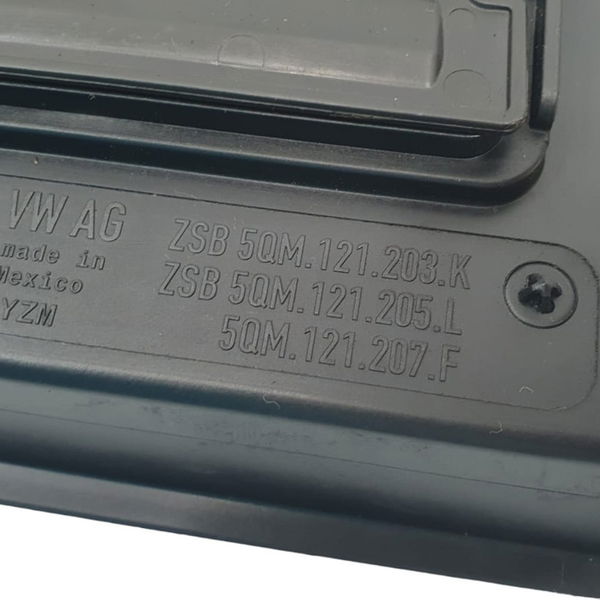 VW AG
made in
Mexico
YZM
ZSB 5QM.121.203.K
ZSB 5QM.121.205.L
5QM.121.207.F